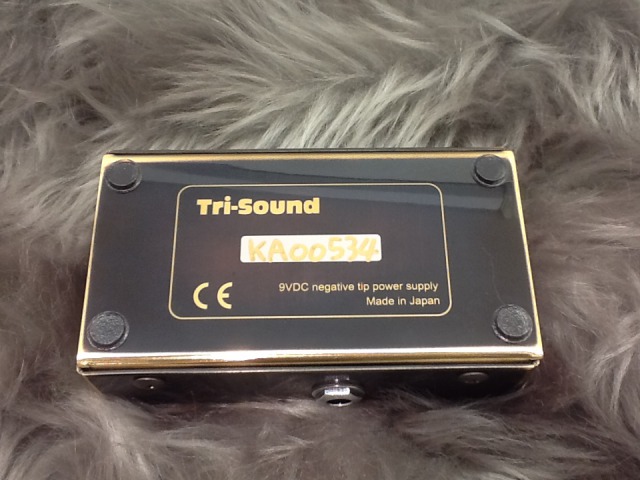 Tri-Sound
KA00534
CE
9VDC negative tip power supply
Made in Japan